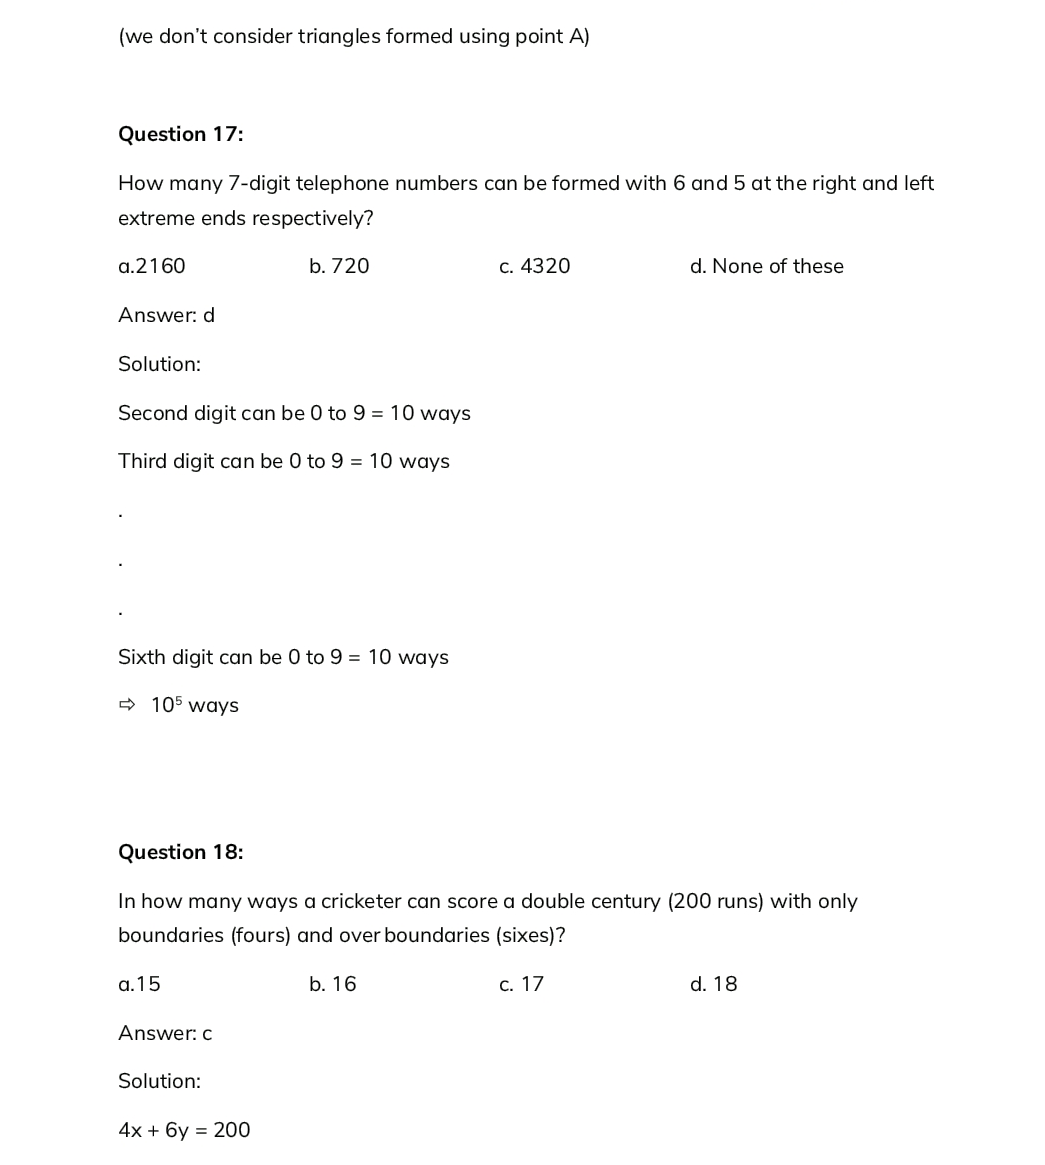 (we don’t consider triangles formed using point A)
Question 17:
How many 7-digit telephone numbers can be formed with 6 and 5 at the right and left
extreme ends respectively?
a.2160 b. 720 c. 4320 d. None of these
Answer: d
Solution:
Second digit can be 0 to 9 = 10 ways
Third digit can be 0 to 9 = 10 ways
.
.
.
Sixth digit can be 0 to 9 = 10 ways
⇨ 10⁵ ways
Question 18:
In how many ways a cricketer can score a double century (200 runs) with only
boundaries (fours) and over boundaries (sixes)?
a.15 b. 16 c. 17 d. 18
Answer: c
Solution:
4x + 6y = 200